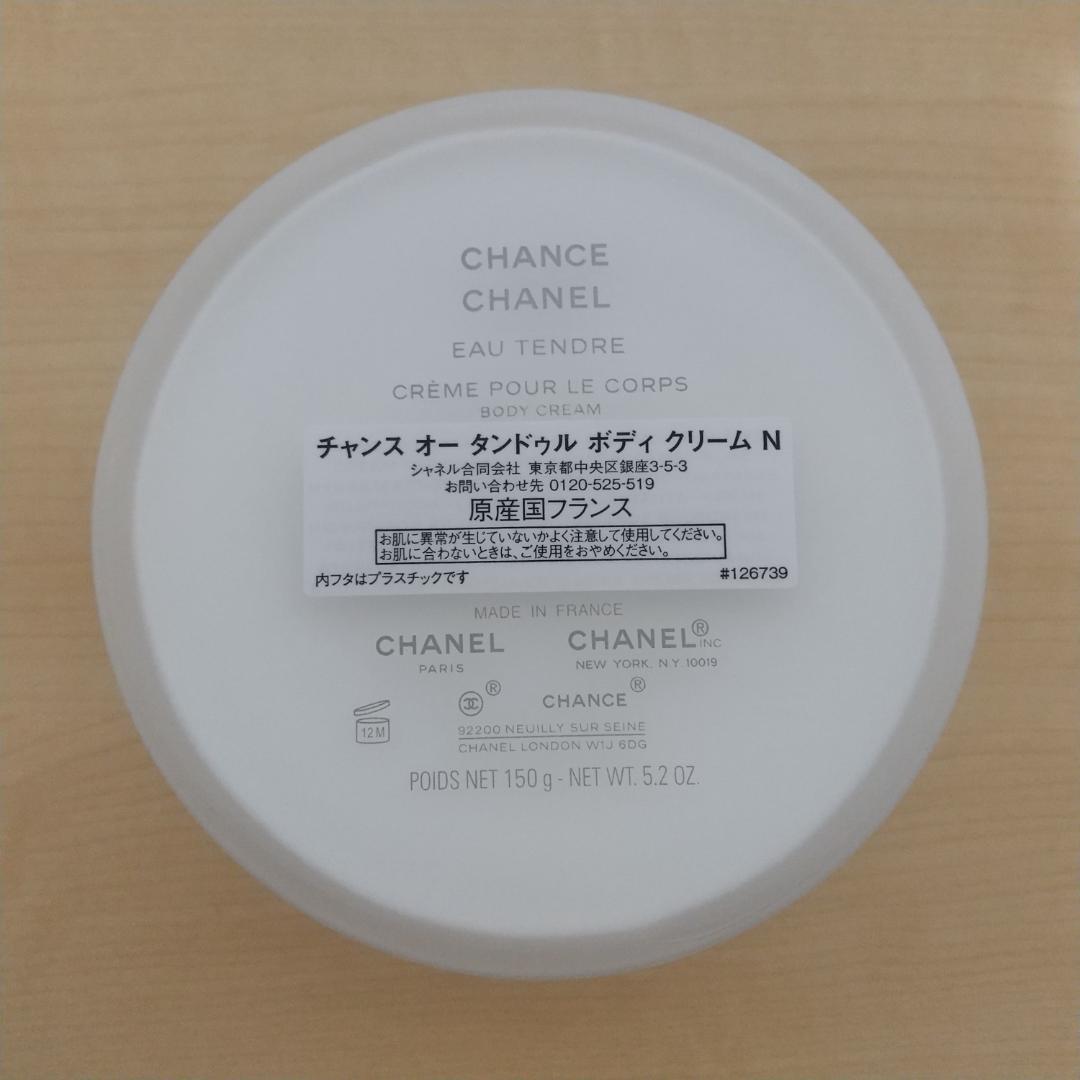 CHANCE
CHANEL
EAU TENDRE
CRÈME POUR LE CORPS
BODY CREAM
チャンス オー タンドゥル ボディ クリーム N
シャネル合同会社 東京都中央区銀座3-5-3
お問い合わせ先 0120-525-519
原産国フランス
お肌に異常が生じていないかよく注意して使用してください。
お肌に合わないときは、ご使用をおやめください。
内フタはプラスチックです #126739
MADE IN FRANCE
CHANEL CHANEL® INC
PARIS NEW YORK. N.Y. 10019
® CHANCE®
12M
92200 NEUILLY SUR SEINE
CHANEL LONDON W1J 6DG
POIDS NET 150 g - NET WT. 5.2 OZ.